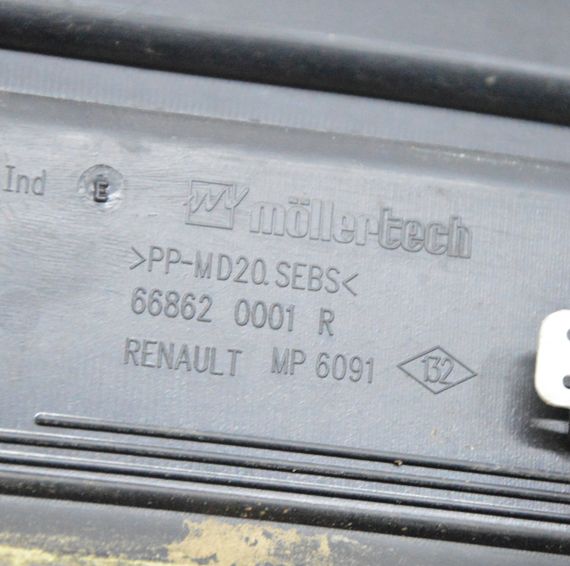 Ind E
möllertech
>PP-MD20.SEBS<
66862 0001 R
RENAULT MP 6091 132